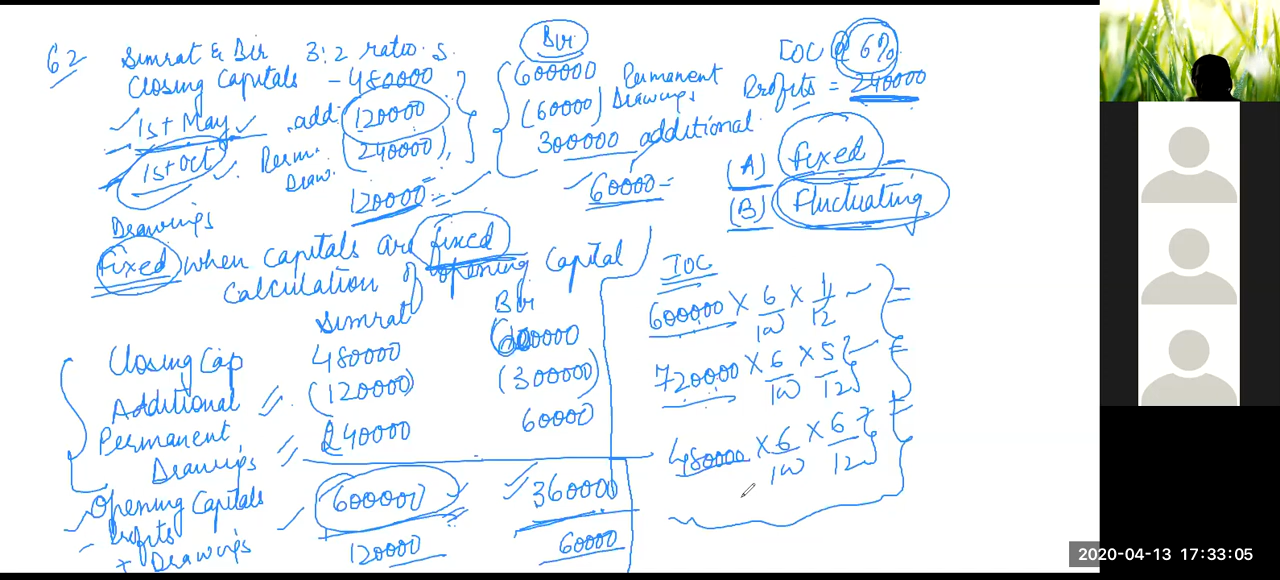 62 Simrat & Bir 3:2 ratio.s.
Closing Capitals - 480000
1st May add. 120000
1st Oct Perm. Draw. (240000)
Drawings 120000 =
Bir
600000 Permanent
(60000) Drawings
300000 additional
60000 =
IOC @ 6%
Profits = 240000
(A) fixed
(B) Fluctuating
fixed when capitals are fixed
Calculation of opening Capital
Simrat Bir
Closing Cap 480000 600000
Additional (120000) (300000)
Permanent 240000 60000
Drawings
Opening Capitals 600000 360000
- Profits
+ Drawings 120000 60000
IOC
600000 × 6/100 × 1/12 =
720000 × 6/100 × 5/12 =
480000 × 6/100 × 6/12 =
2020-04-13 17:33:05